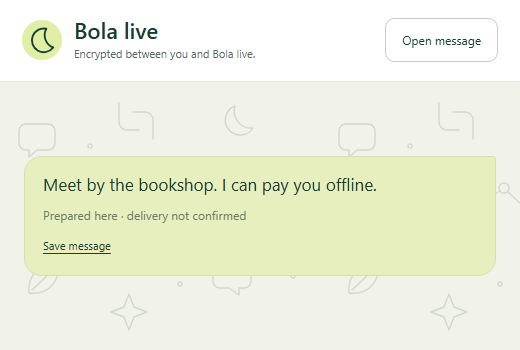 Bola live
Encrypted between you and Bola live.
Open message
Meet by the bookshop. I can pay you offline.
Prepared here · delivery not confirmed
Save message